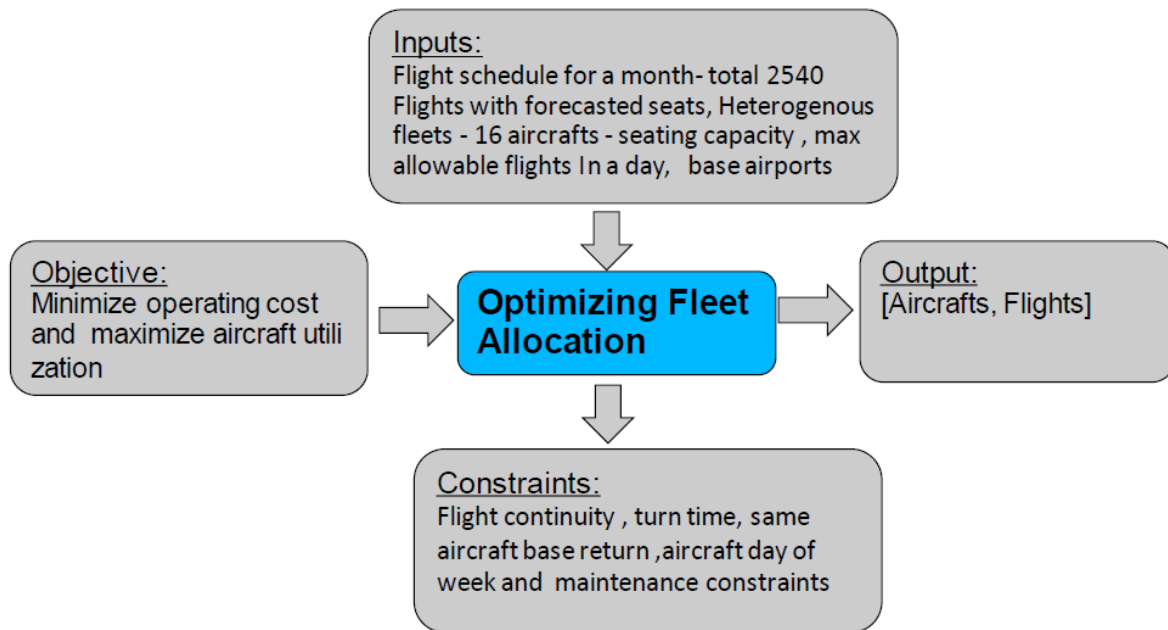 Inputs:
Flight schedule for a month- total 2540
Flights with forecasted seats, Heterogenous
fleets - 16 aircrafts - seating capacity , max
allowable flights In a day, base airports
Objective:
Minimize operating cost
and maximize aircraft utili
zation
Optimizing Fleet
Allocation
Output:
[Aircrafts, Flights]
Constraints:
Flight continuity , turn time, same
aircraft base return ,aircraft day of
week and maintenance constraints